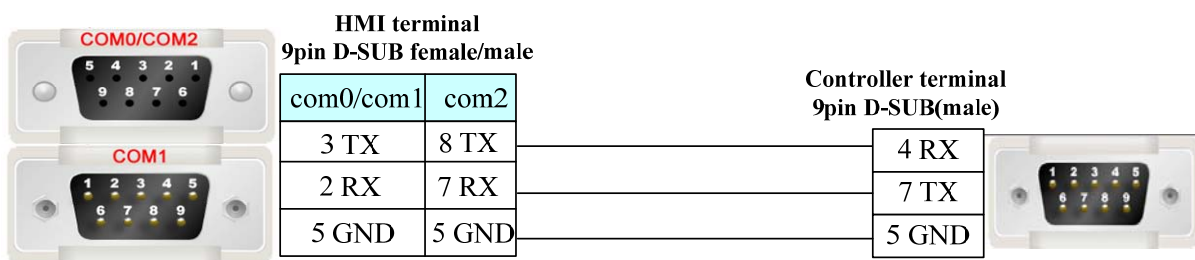 COM0/COM2
5 4 3 2 1
9 8 7 6
COM1
1 2 3 4 5
6 7 8 9
HMI terminal
9pin D-SUB female/male
com0/com1 com2
3 TX 8 TX
2 RX 7 RX
5 GND 5 GND
Controller terminal
9pin D-SUB(male)
4 RX
7 TX
5 GND
1 2 3 4 5
6 7 8 9